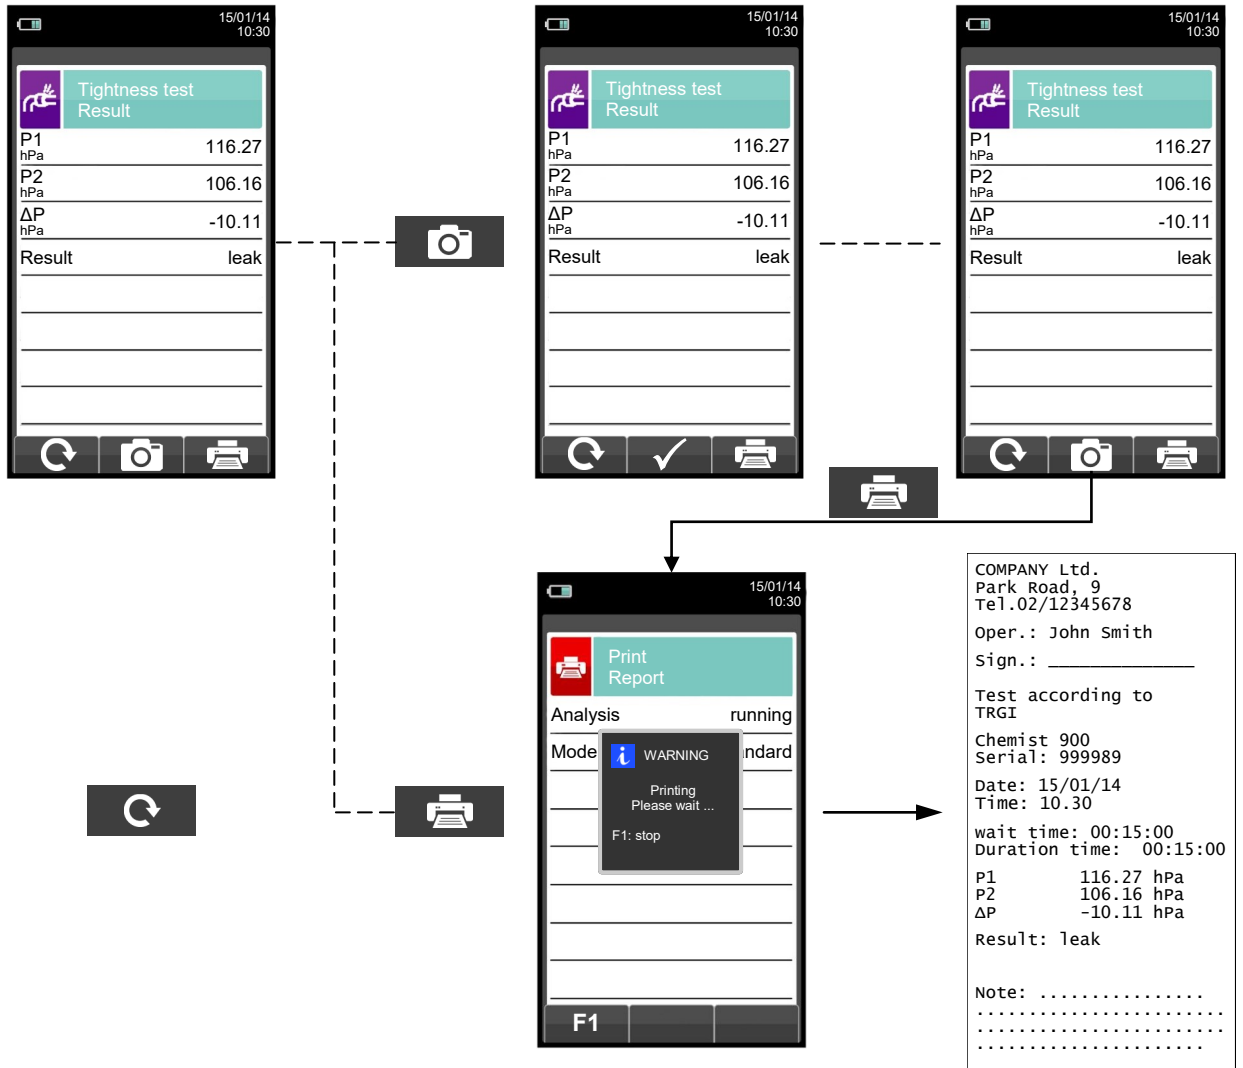 15/01/14
10:30
Tightness test
Result
P1
hPa
116.27
P2
hPa
106.16
ΔP
hPa
-10.11
Result leak
15/01/14
10:30
Tightness test
Result
P1
hPa
116.27
P2
hPa
106.16
ΔP
hPa
-10.11
Result leak
15/01/14
10:30
Tightness test
Result
P1
hPa
116.27
P2
hPa
106.16
ΔP
hPa
-10.11
Result leak
15/01/14
10:30
Print
Report
Analysis running
Mode ndard
i WARNING
Printing
Please wait ...
F1: stop
F1
COMPANY Ltd.
Park Road, 9
Tel.02/12345678
Oper.: John Smith
Sign.: ______________
Test according to
TRGI
Chemist 900
Serial: 999989
Date: 15/01/14
Time: 10.30
wait time: 00:15:00
Duration time: 00:15:00
P1 116.27 hPa
P2 106.16 hPa
ΔP -10.11 hPa
Result: leak
Note: ................
........................
........................
......................